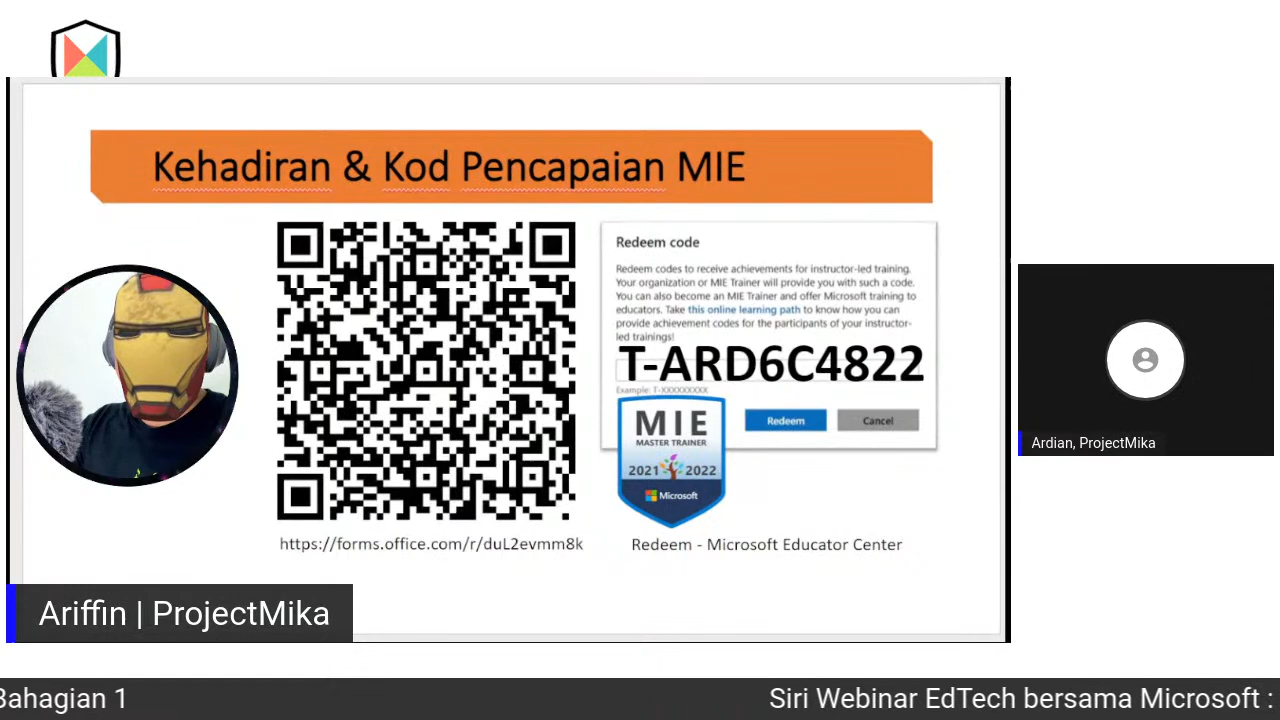 Kehadiran & Kod Pencapaian MIE
Redeem code
Redeem codes to receive achievements for instructor-led training.
Your organization or MIE Trainer will provide you with such a code.
You can also become an MIE Trainer and offer Microsoft training to
educators. Take this online learning path to know how you can
provide achievement codes for the participants of your instructor-
led trainings!
T-ARD6C4822
Example: T-XXXXXXXXX
MIE
MASTER TRAINER
2021 2022
Microsoft
Redeem
Cancel
https://forms.office.com/r/duL2evmm8k
Redeem - Microsoft Educator Center
Ardian, ProjectMika
Ariffin | ProjectMika
Bahagian 1
Siri Webinar EdTech bersama Microsoft :